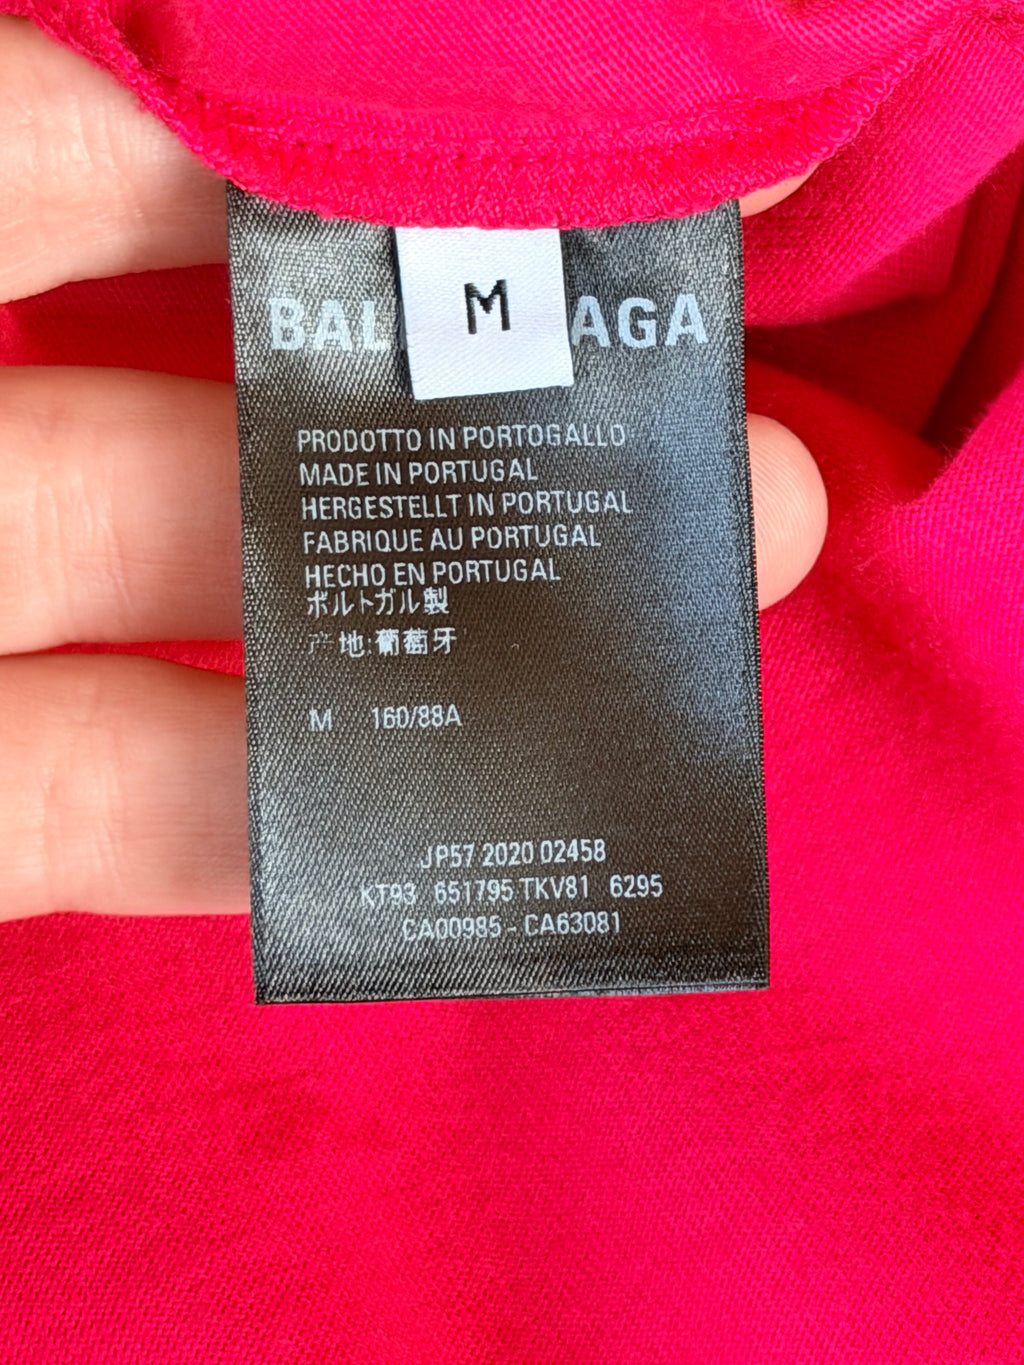 M
BAL AGA
PRODOTTO IN PORTOGALLO
MADE IN PORTUGAL
HERGESTELLT IN PORTUGAL
FABRIQUE AU PORTUGAL
HECHO EN PORTUGAL
ポルトガル製
产地:葡萄牙
M 160/88A
JP57 2020 02458
KT93 651795 TKV81 6295
CA00985 - CA63081